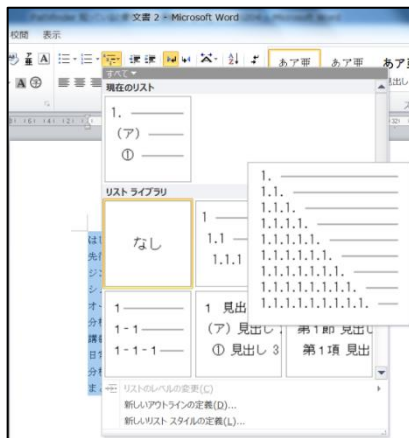 文書 2 - Microsoft Word
校閲 表示
あア亜 あア亜
すべて
現在のリスト
1.
(ア)
①
リスト ライブラリ
なし
1
1.1
1.1.1
1.
1.1.
1.1.1.
1.1.1.1.
1.1.1.1.1.
1.1.1.1.1.1.
1.1.1.1.1.1.1.
1.1.1.1.1.1.1.1.
1.1.1.1.1.1.1.1.1.
1
1-1
1-1-1
1 見出
(ア) 見出し
① 見出し 3
第1節 見出し
第1項 見出
リストのレベルの変更(C)
新しいアウトラインの定義(D)...
新しいリスト スタイルの定義(L)...